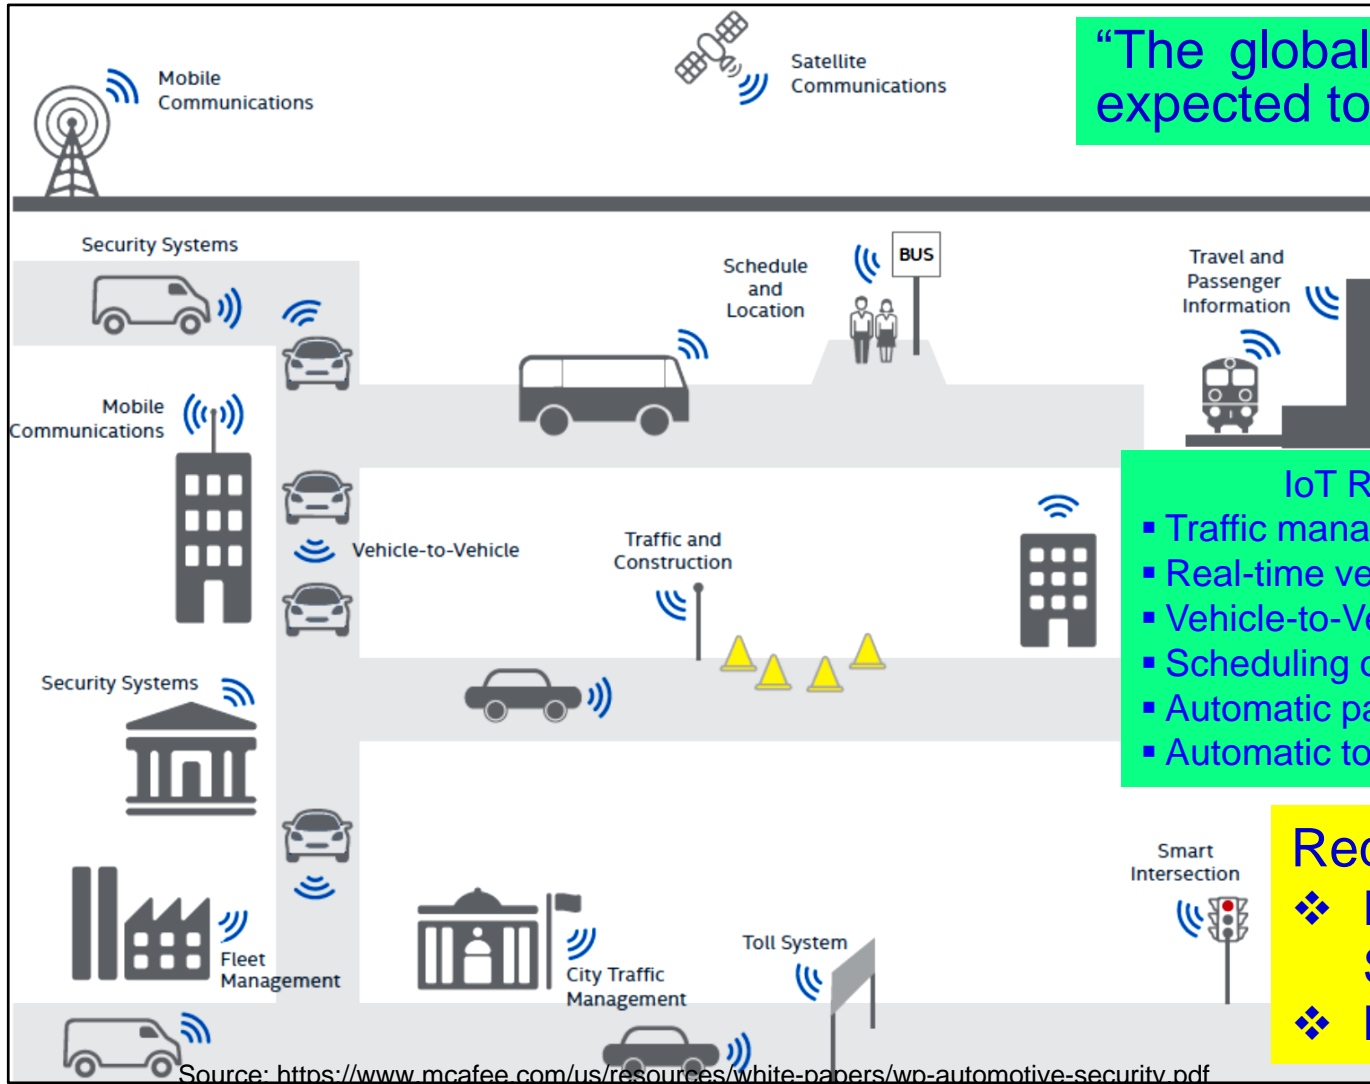 Mobile
Communications
Satellite
Communications
“The global
expected to
Security Systems
Schedule
and
Location
BUS
Travel and
Passenger
Information
Mobile
Communications
Vehicle-to-Vehicle
Traffic and
Construction
IoT R
▪ Traffic mana
▪ Real-time ve
▪ Vehicle-to-Ve
▪ Scheduling
▪ Automatic pa
▪ Automatic to
Security Systems
Fleet
Management
City Traffic
Management
Toll System
Smart
Intersection
Source: https://www.mcafee.com/us/resources/white-papers/wp-automotive-security.pdf